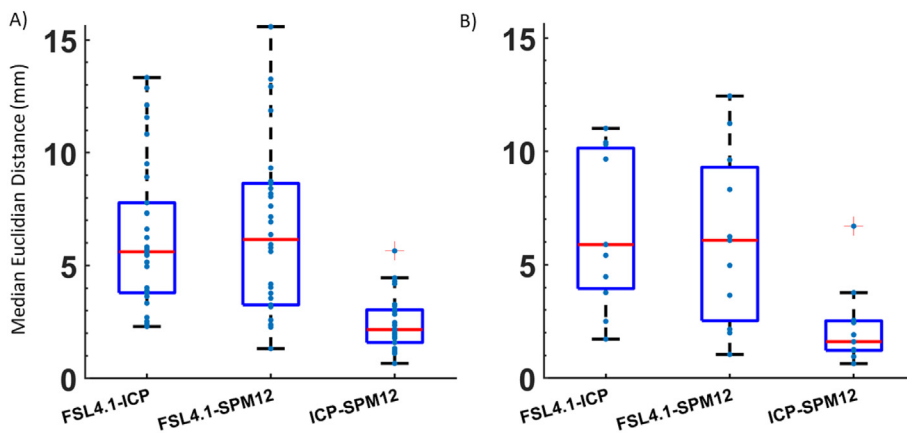 A)
Median Euclidian Distance (mm)
15
10
5
0
FSL4.1-ICP
FSL4.1-SPM12
ICP-SPM12
B)
15
10
5
0
FSL4.1-ICP
FSL4.1-SPM12
ICP-SPM12